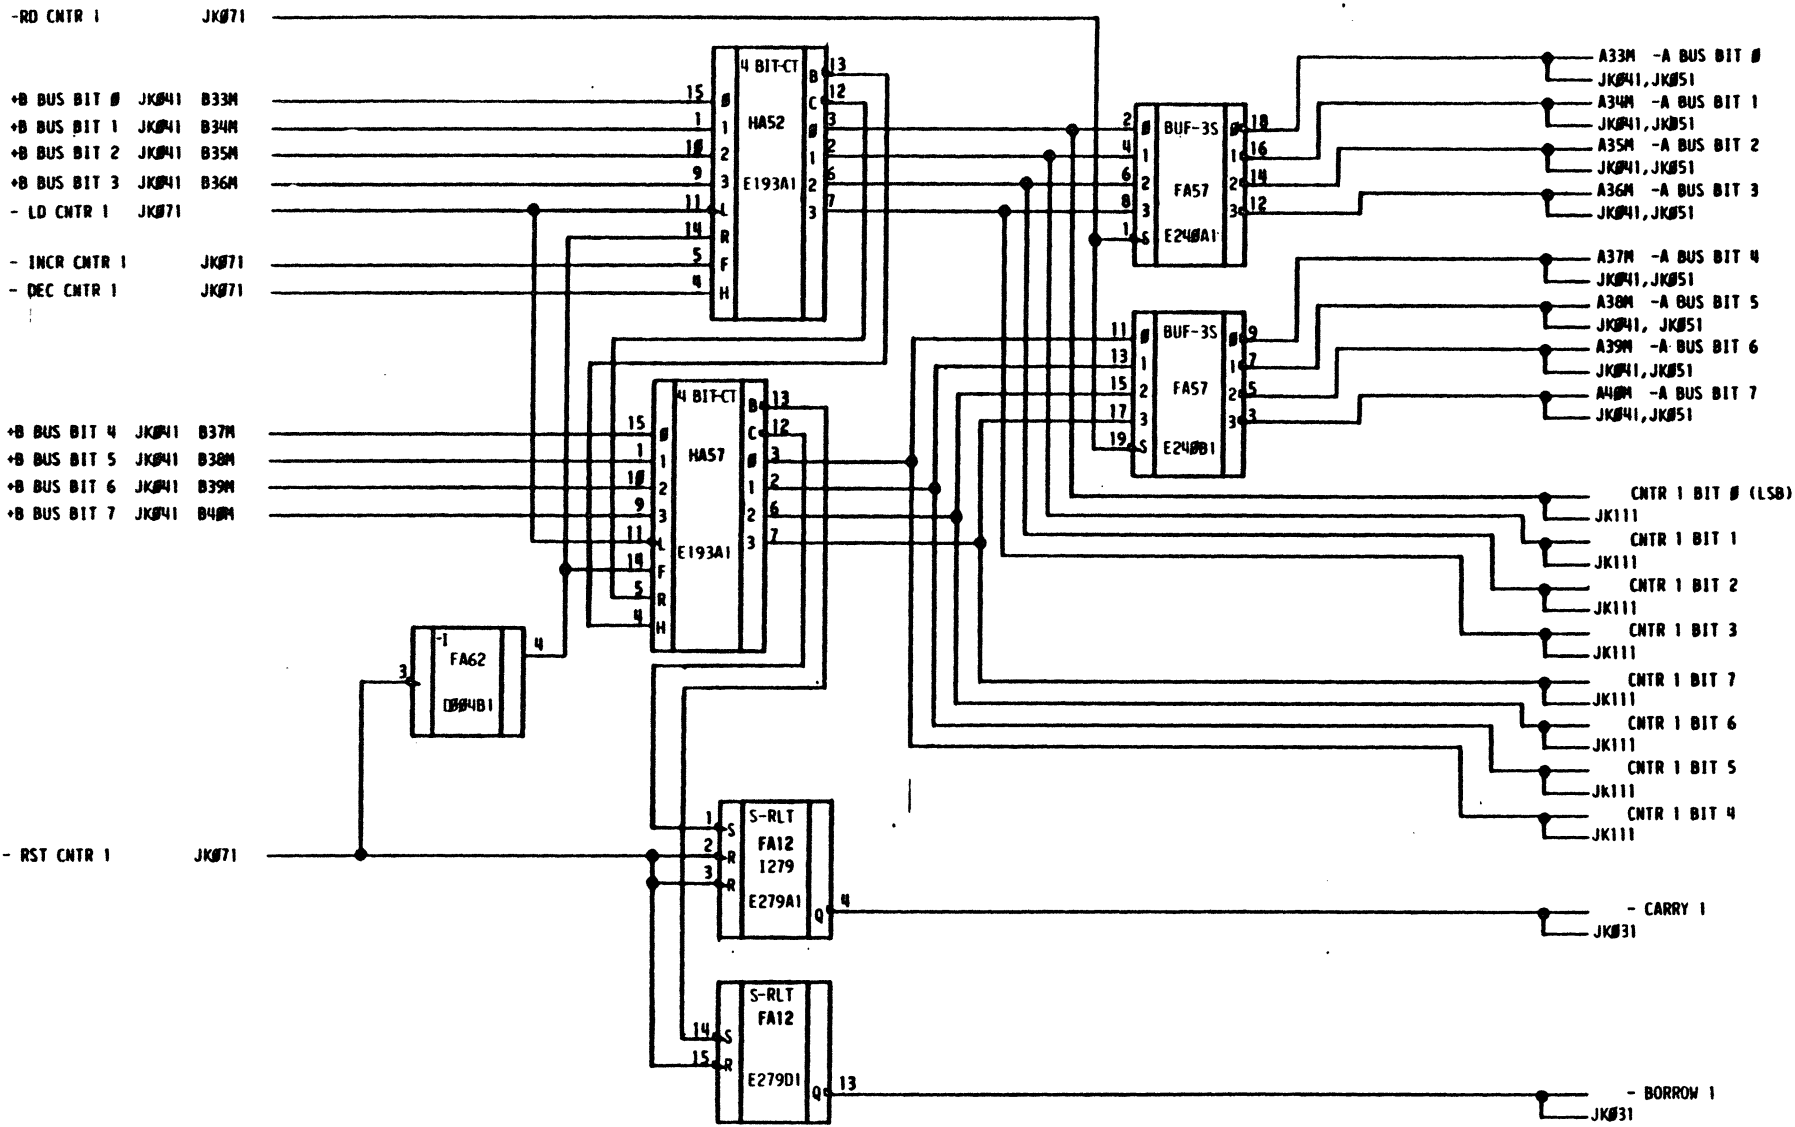 -RD CNTR 1 JKØ71
+B BUS BIT Ø JKØ41 B33M
+B BUS BIT 1 JKØ41 B34M
+B BUS BIT 2 JKØ41 B35M
+B BUS BIT 3 JKØ41 B36M
- LD CNTR 1 JKØ71
- INCR CNTR 1 JKØ71
- DEC CNTR 1 JKØ71
15 Ø
1 1
1Ø 2
9 3
11 L
14 R
5 F
4 H
4 BIT-CT
HA52
E193A1
B 13
C 12
Ø 3
1 2
2 6
3 7
2 Ø
4 1
6 2
8 3
1 S
BUF-3S
FA57
E24ØA1
Ø 18
1 16
2 14
3 12
A33M -A BUS BIT Ø
JKØ41,JKØ51
A34M -A BUS BIT 1
JKØ41,JKØ51
A35M -A BUS BIT 2
JKØ41,JKØ51
A36M -A BUS BIT 3
JKØ41,JKØ51
11 Ø
13 1
15 2
17 3
19 S
BUF-3S
FA57
E24ØB1
Ø 9
1 7
2 5
3 3
A37M -A BUS BIT 4
JKØ41,JKØ51
A38M -A BUS BIT 5
JKØ41, JKØ51
A39M -A BUS BIT 6
JKØ41,JKØ51
A4ØM -A BUS BIT 7
JKØ41,JKØ51
+B BUS BIT 4 JKØ41 B37M
+B BUS BIT 5 JKØ41 B38M
+B BUS BIT 6 JKØ41 B39M
+B BUS BIT 7 JKØ41 B4ØM
15 Ø
1 1
1Ø 2
9 3
11 L
14 F
5 R
4 H
4 BIT-CT
HA57
E193A1
B 13
C 12
Ø 3
1 2
2 6
3 7
CNTR 1 BIT Ø (LSB)
JK111
CNTR 1 BIT 1
JK111
CNTR 1 BIT 2
JK111
CNTR 1 BIT 3
JK111
CNTR 1 BIT 7
JK111
CNTR 1 BIT 6
JK111
CNTR 1 BIT 5
JK111
CNTR 1 BIT 4
JK111
3
-I
FA62
DØØ4B1
4
- RST CNTR 1 JKØ71
1 S
2 R
3 R
S-RLT
FA12
I279
E279A1
Q 4
- CARRY 1
JKØ31
14 S
15 R
S-RLT
FA12
E279D1
Q 13
- BORROW 1
JKØ31